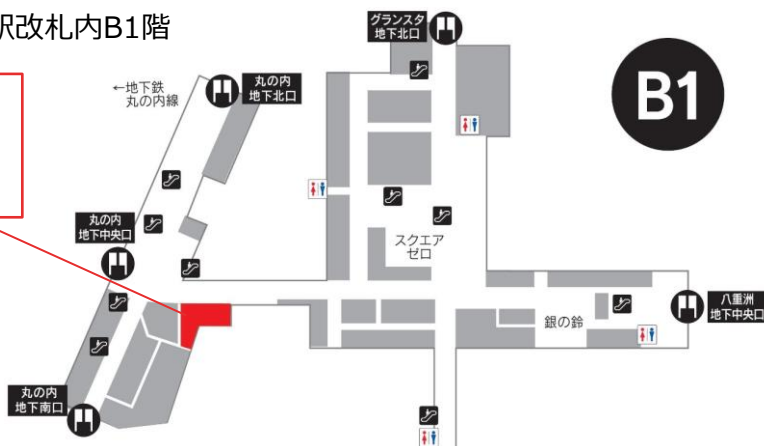 駅改札内B1階
グランスタ
地下北口
B1
←地下鉄
丸の内線
丸の内
地下北口
丸の内
地下中央口
スクエア
ゼロ
八重洲
地下中央口
銀の鈴
丸の内
地下南口